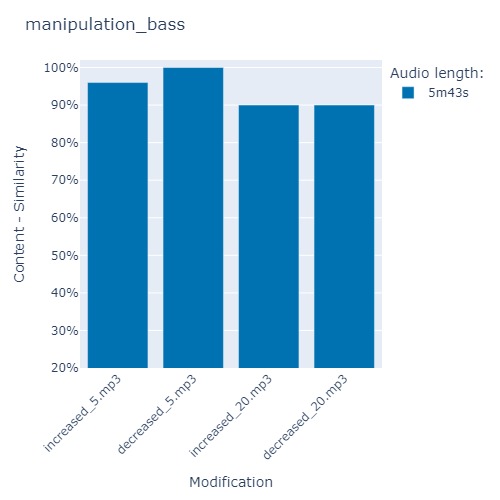 manipulation_bass
Audio length:
5m43s
Content - Similarity
100%
90%
80%
70%
60%
50%
40%
30%
20%
increased_5.mp3
decreased_5.mp3
increased_20.mp3
decreased_20.mp3
Modification